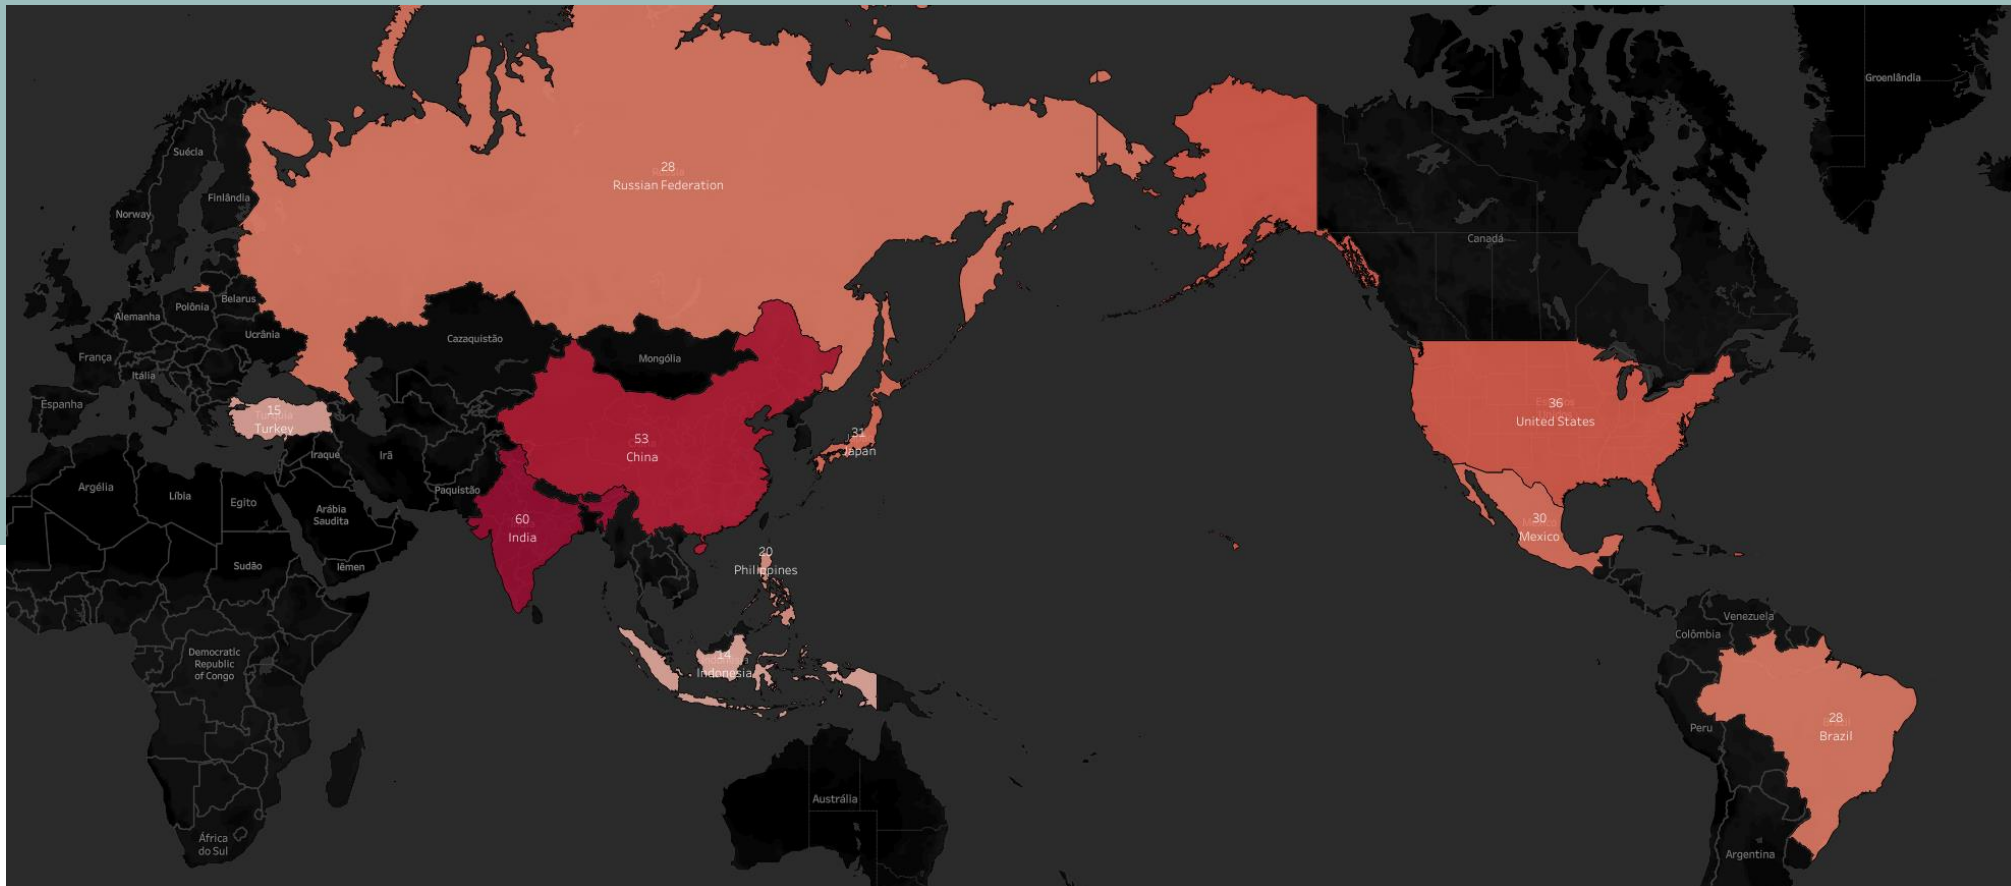 Groenlândia
Suécia
28
Russian Federation
Finlândia
Norway
Canadá
Belarus
Polônia
Alemanha
Ucrânia
Cazaquistão
França
Mongólia
Itália
Espanha
15
Turkey
36
United States
31
Japan
53
China
Iraque
Irã
Argélia
Líbia
Egito
Paquistão
Arábia
Saudita
60
India
30
Mexico
20
Philippines
Sudão
Iêmen
Venezuela
Colômbia
Democratic
Republic
of Congo
14
Indonesia
28
Brazil
Peru
Austrália
África
do Sul
Argentina